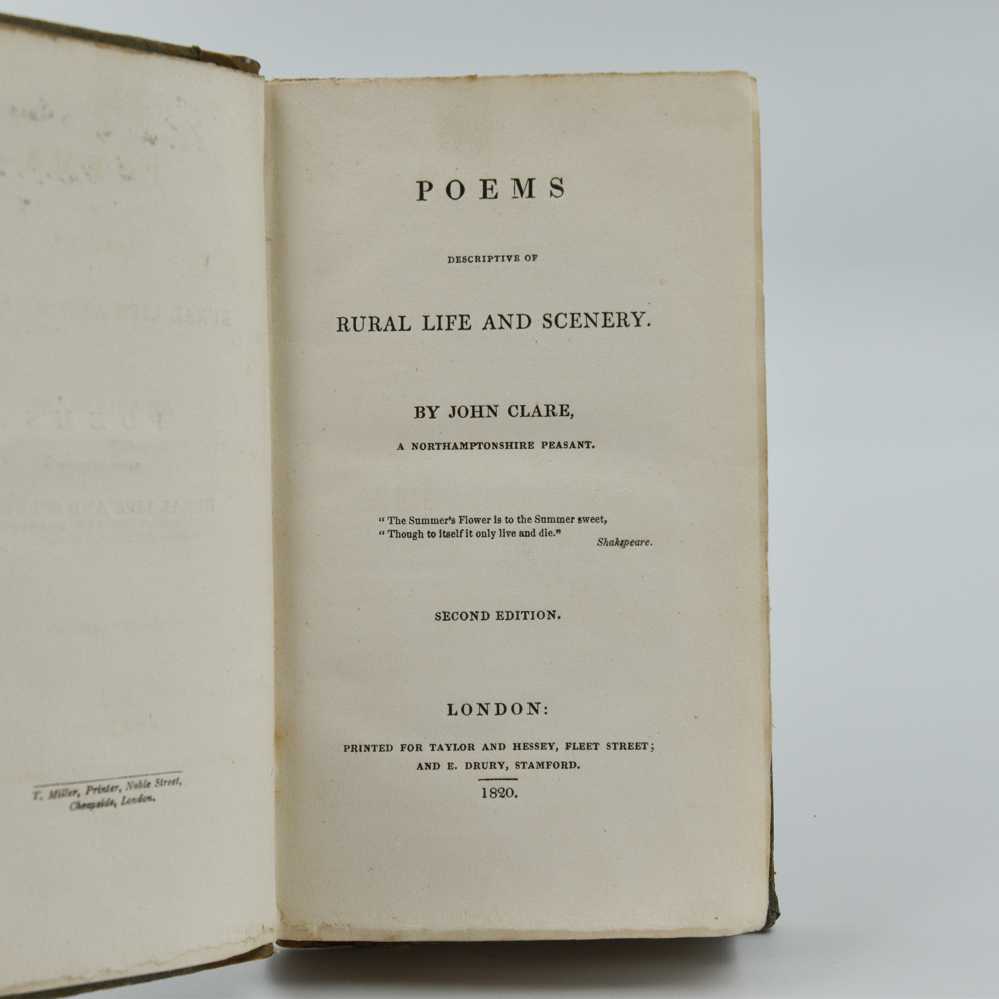 T. Miller, Printer, Noble Street,
Cheapside, London.
POEMS
DESCRIPTIVE OF
RURAL LIFE AND SCENERY.
BY JOHN CLARE,
A NORTHAMPTONSHIRE PEASANT.
“ The Summer's Flower is to the Summer sweet,
“ Though to itself it only live and die.”
Shakspeare.
SECOND EDITION.
LONDON:
PRINTED FOR TAYLOR AND HESSEY, FLEET STREET;
AND E. DRURY, STAMFORD.
1820.